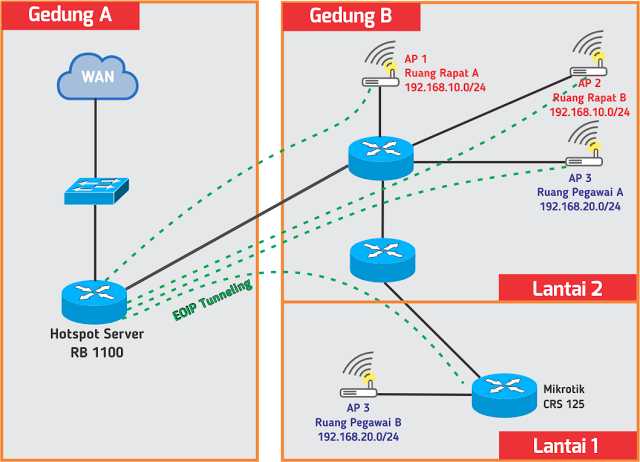 Gedung A
WAN
Hotspot Server
RB 1100
EOIP Tunneling
Gedung B
AP 1
Ruang Rapat A
192.168.10.0/24
AP 2
Ruang Rapat B
192.168.10.0/24
AP 3
Ruang Pegawai A
192.168.20.0/24
Lantai 2
AP 3
Ruang Pegawai B
192.168.20.0/24
Mikrotik
CRS 125
Lantai 1